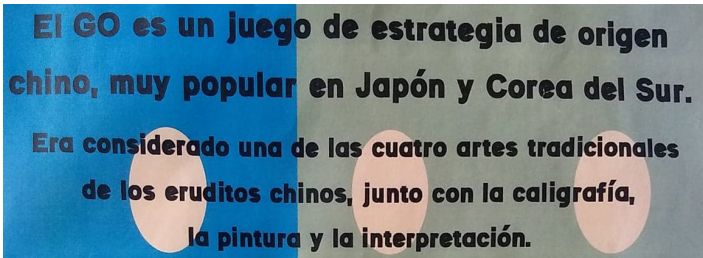 El GO es un juego de estrategia de origen
chino, muy popular en Japón y Corea del Sur.
Era considerado una de las cuatro artes tradicionales
de los eruditos chinos, junto con la caligrafía,
la pintura y la interpretación.